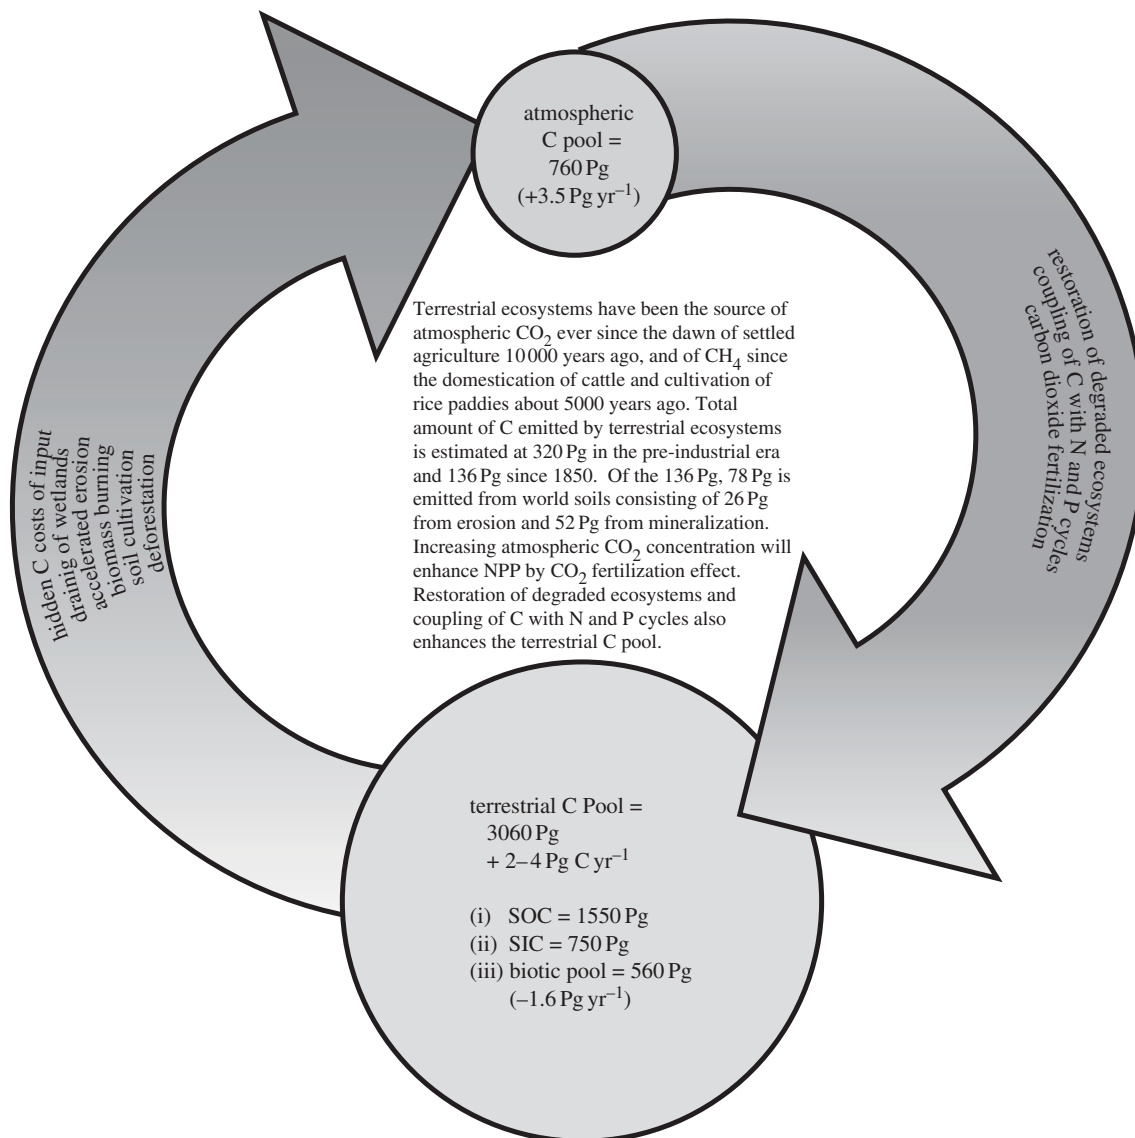 atmospheric
C pool =
760 Pg
(+3.5 Pg yr⁻¹)
restoration of degraded ecosystems
coupling of C with N and P cycles
carbon dioxide fertilization
Terrestrial ecosystems have been the source of
atmospheric CO₂ ever since the dawn of settled
agriculture 10 000 years ago, and of CH₄ since
the domestication of cattle and cultivation of
rice paddies about 5000 years ago. Total
amount of C emitted by terrestrial ecosystems
is estimated at 320 Pg in the pre-industrial era
and 136 Pg since 1850. Of the 136 Pg, 78 Pg is
emitted from world soils consisting of 26 Pg
from erosion and 52 Pg from mineralization.
Increasing atmospheric CO₂ concentration will
enhance NPP by CO₂ fertilization effect.
Restoration of degraded ecosystems and
coupling of C with N and P cycles also
enhances the terrestrial C pool.
hidden C costs of input
draining of wetlands
accelerated erosion
biomass burning
soil cultivation
deforestation
terrestrial C Pool =
3060 Pg
+ 2–4 Pg C yr⁻¹
(i) SOC = 1550 Pg
(ii) SIC = 750 Pg
(iii) biotic pool = 560 Pg
(–1.6 Pg yr⁻¹)